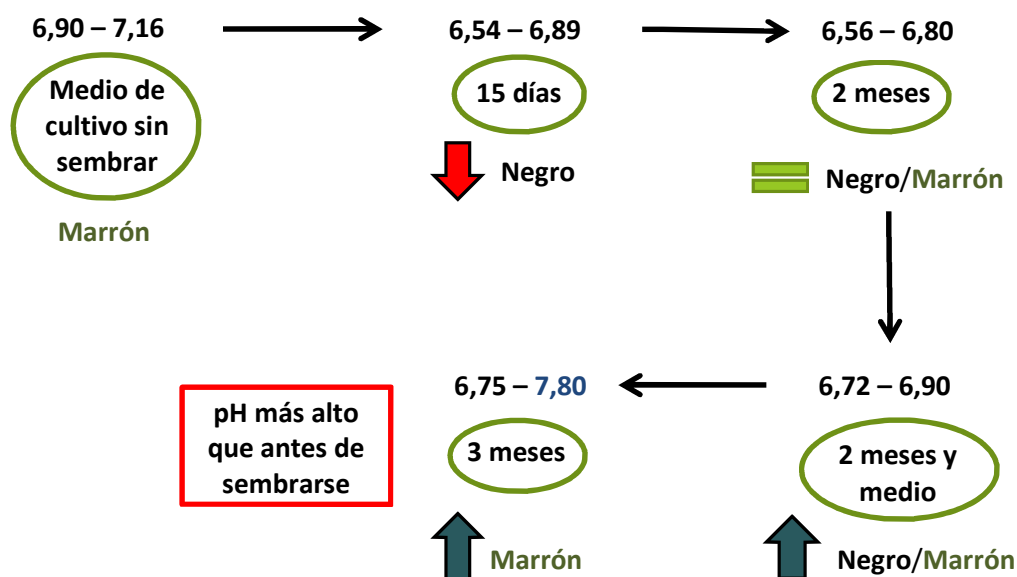 6,90 – 7,16
Medio de
cultivo sin
sembrar
Marrón
6,54 – 6,89
15 días
Negro
6,56 – 6,80
2 meses
Negro/Marrón
6,72 – 6,90
2 meses y
medio
Negro/Marrón
6,75 – 7,80
3 meses
Marrón
pH más alto
que antes de
sembrarse